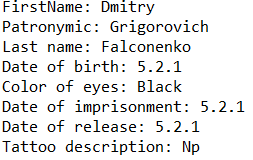 FirstName: Dmitry
Patronymic: Grigorovich
Last name: Falconenko
Date of birth: 5.2.1
Color of eyes: Black
Date of imprisonment: 5.2.1
Date of release: 5.2.1
Tattoo description: Np